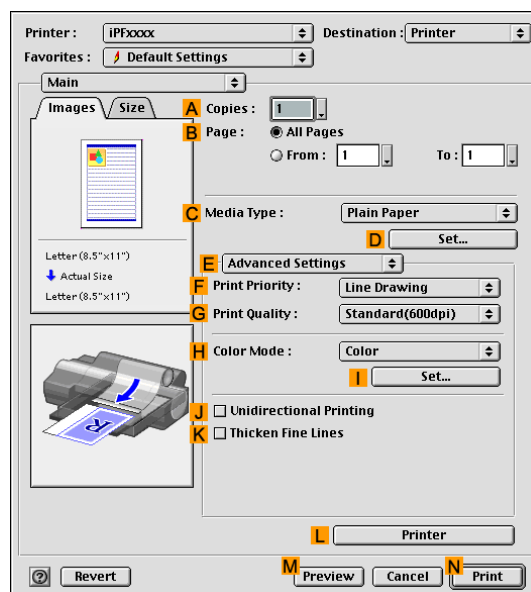 Printer : iPFxxxx Destination : Printer
Favorites : Default Settings
Main
Images Size
Letter (8.5"x11")
Actual Size
Letter (8.5"x11")
A Copies : 1
B Page : All Pages
From : 1 To : 1
C Media Type : Plain Paper
D Set...
E Advanced Settings
F Print Priority : Line Drawing
G Print Quality : Standard(600dpi)
H Color Mode : Color
I Set...
J Unidirectional Printing
K Thicken Fine Lines
R
L Printer
? Revert M Preview Cancel N Print